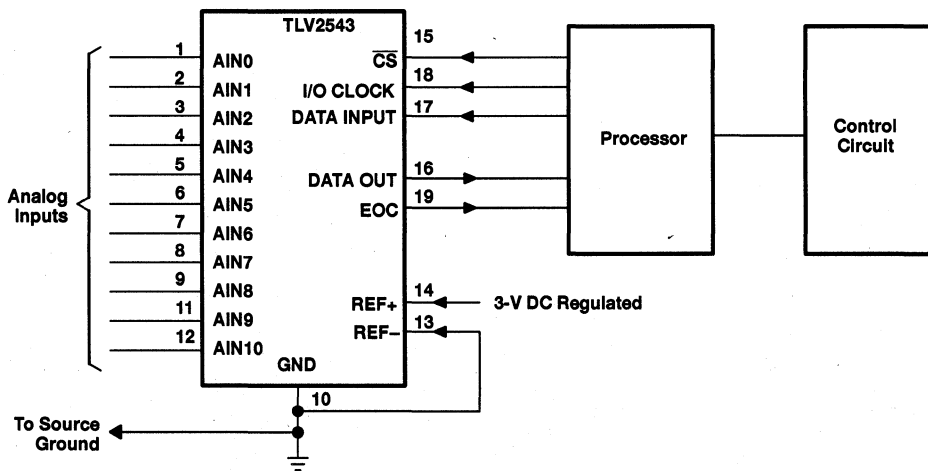 TLV2543
1 AIN0
2 AIN1
3 AIN2
4 AIN3
5 AIN4
6 AIN5
7 AIN6
8 AIN7
9 AIN8
11 AIN9
12 AIN10
Analog
Inputs
C̅S̅ 15
I/O CLOCK 18
DATA INPUT 17
DATA OUT 16
EOC 19
REF+ 14
REF– 13
GND
10
3-V DC Regulated
Processor
Control
Circuit
To Source
Ground